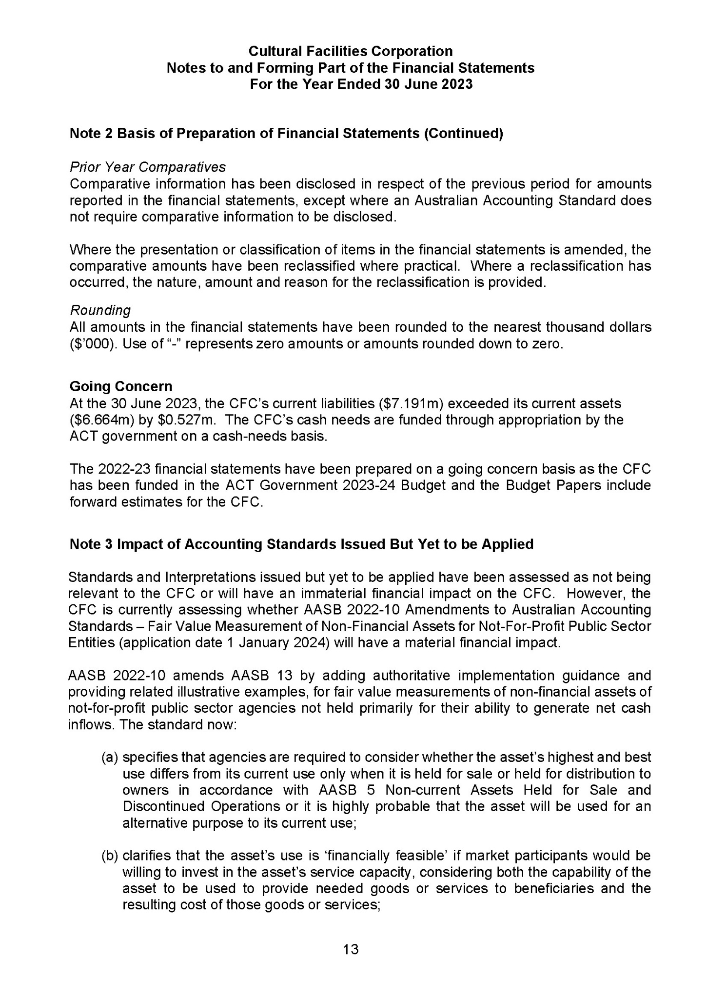 Cultural Facilities Corporation
Notes to and Forming Part of the Financial Statements
For the Year Ended 30 June 2023
Note 2 Basis of Preparation of Financial Statements (Continued)
Prior Year Comparatives
Comparative information has been disclosed in respect of the previous period for amounts
reported in the financial statements, except where an Australian Accounting Standard does
not require comparative information to be disclosed.
Where the presentation or classification of items in the financial statements is amended, the
comparative amounts have been reclassified where practical.  Where a reclassification has
occurred, the nature, amount and reason for the reclassification is provided.
Rounding
All amounts in the financial statements have been rounded to the nearest thousand dollars
($’000). Use of “-” represents zero amounts or amounts rounded down to zero.
Going Concern
At the 30 June 2023, the CFC’s current liabilities ($7.191m) exceeded its current assets
($6.664m) by $0.527m.  The CFC’s cash needs are funded through appropriation by the
ACT government on a cash-needs basis.
The 2022-23 financial statements have been prepared on a going concern basis as the CFC
has been funded in the ACT Government 2023-24 Budget and the Budget Papers include
forward estimates for the CFC.
Note 3 Impact of Accounting Standards Issued But Yet to be Applied
Standards and Interpretations issued but yet to be applied have been assessed as not being
relevant to the CFC or will have an immaterial financial impact on the CFC.  However, the
CFC is currently assessing whether AASB 2022-10 Amendments to Australian Accounting
Standards – Fair Value Measurement of Non-Financial Assets for Not-For-Profit Public Sector
Entities (application date 1 January 2024) will have a material financial impact.
AASB 2022-10 amends AASB 13 by adding authoritative implementation guidance and
providing related illustrative examples, for fair value measurements of non-financial assets of
not-for-profit public sector agencies not held primarily for their ability to generate net cash
inflows. The standard now:
(a) specifies that agencies are required to consider whether the asset’s highest and best
use differs from its current use only when it is held for sale or held for distribution to
owners in accordance with AASB 5 Non-current Assets Held for Sale and
Discontinued Operations or it is highly probable that the asset will be used for an
alternative purpose to its current use;
(b) clarifies that the asset’s use is ‘financially feasible’ if market participants would be
willing to invest in the asset’s service capacity, considering both the capability of the
asset to be used to provide needed goods or services to beneficiaries and the
resulting cost of those goods or services;
13